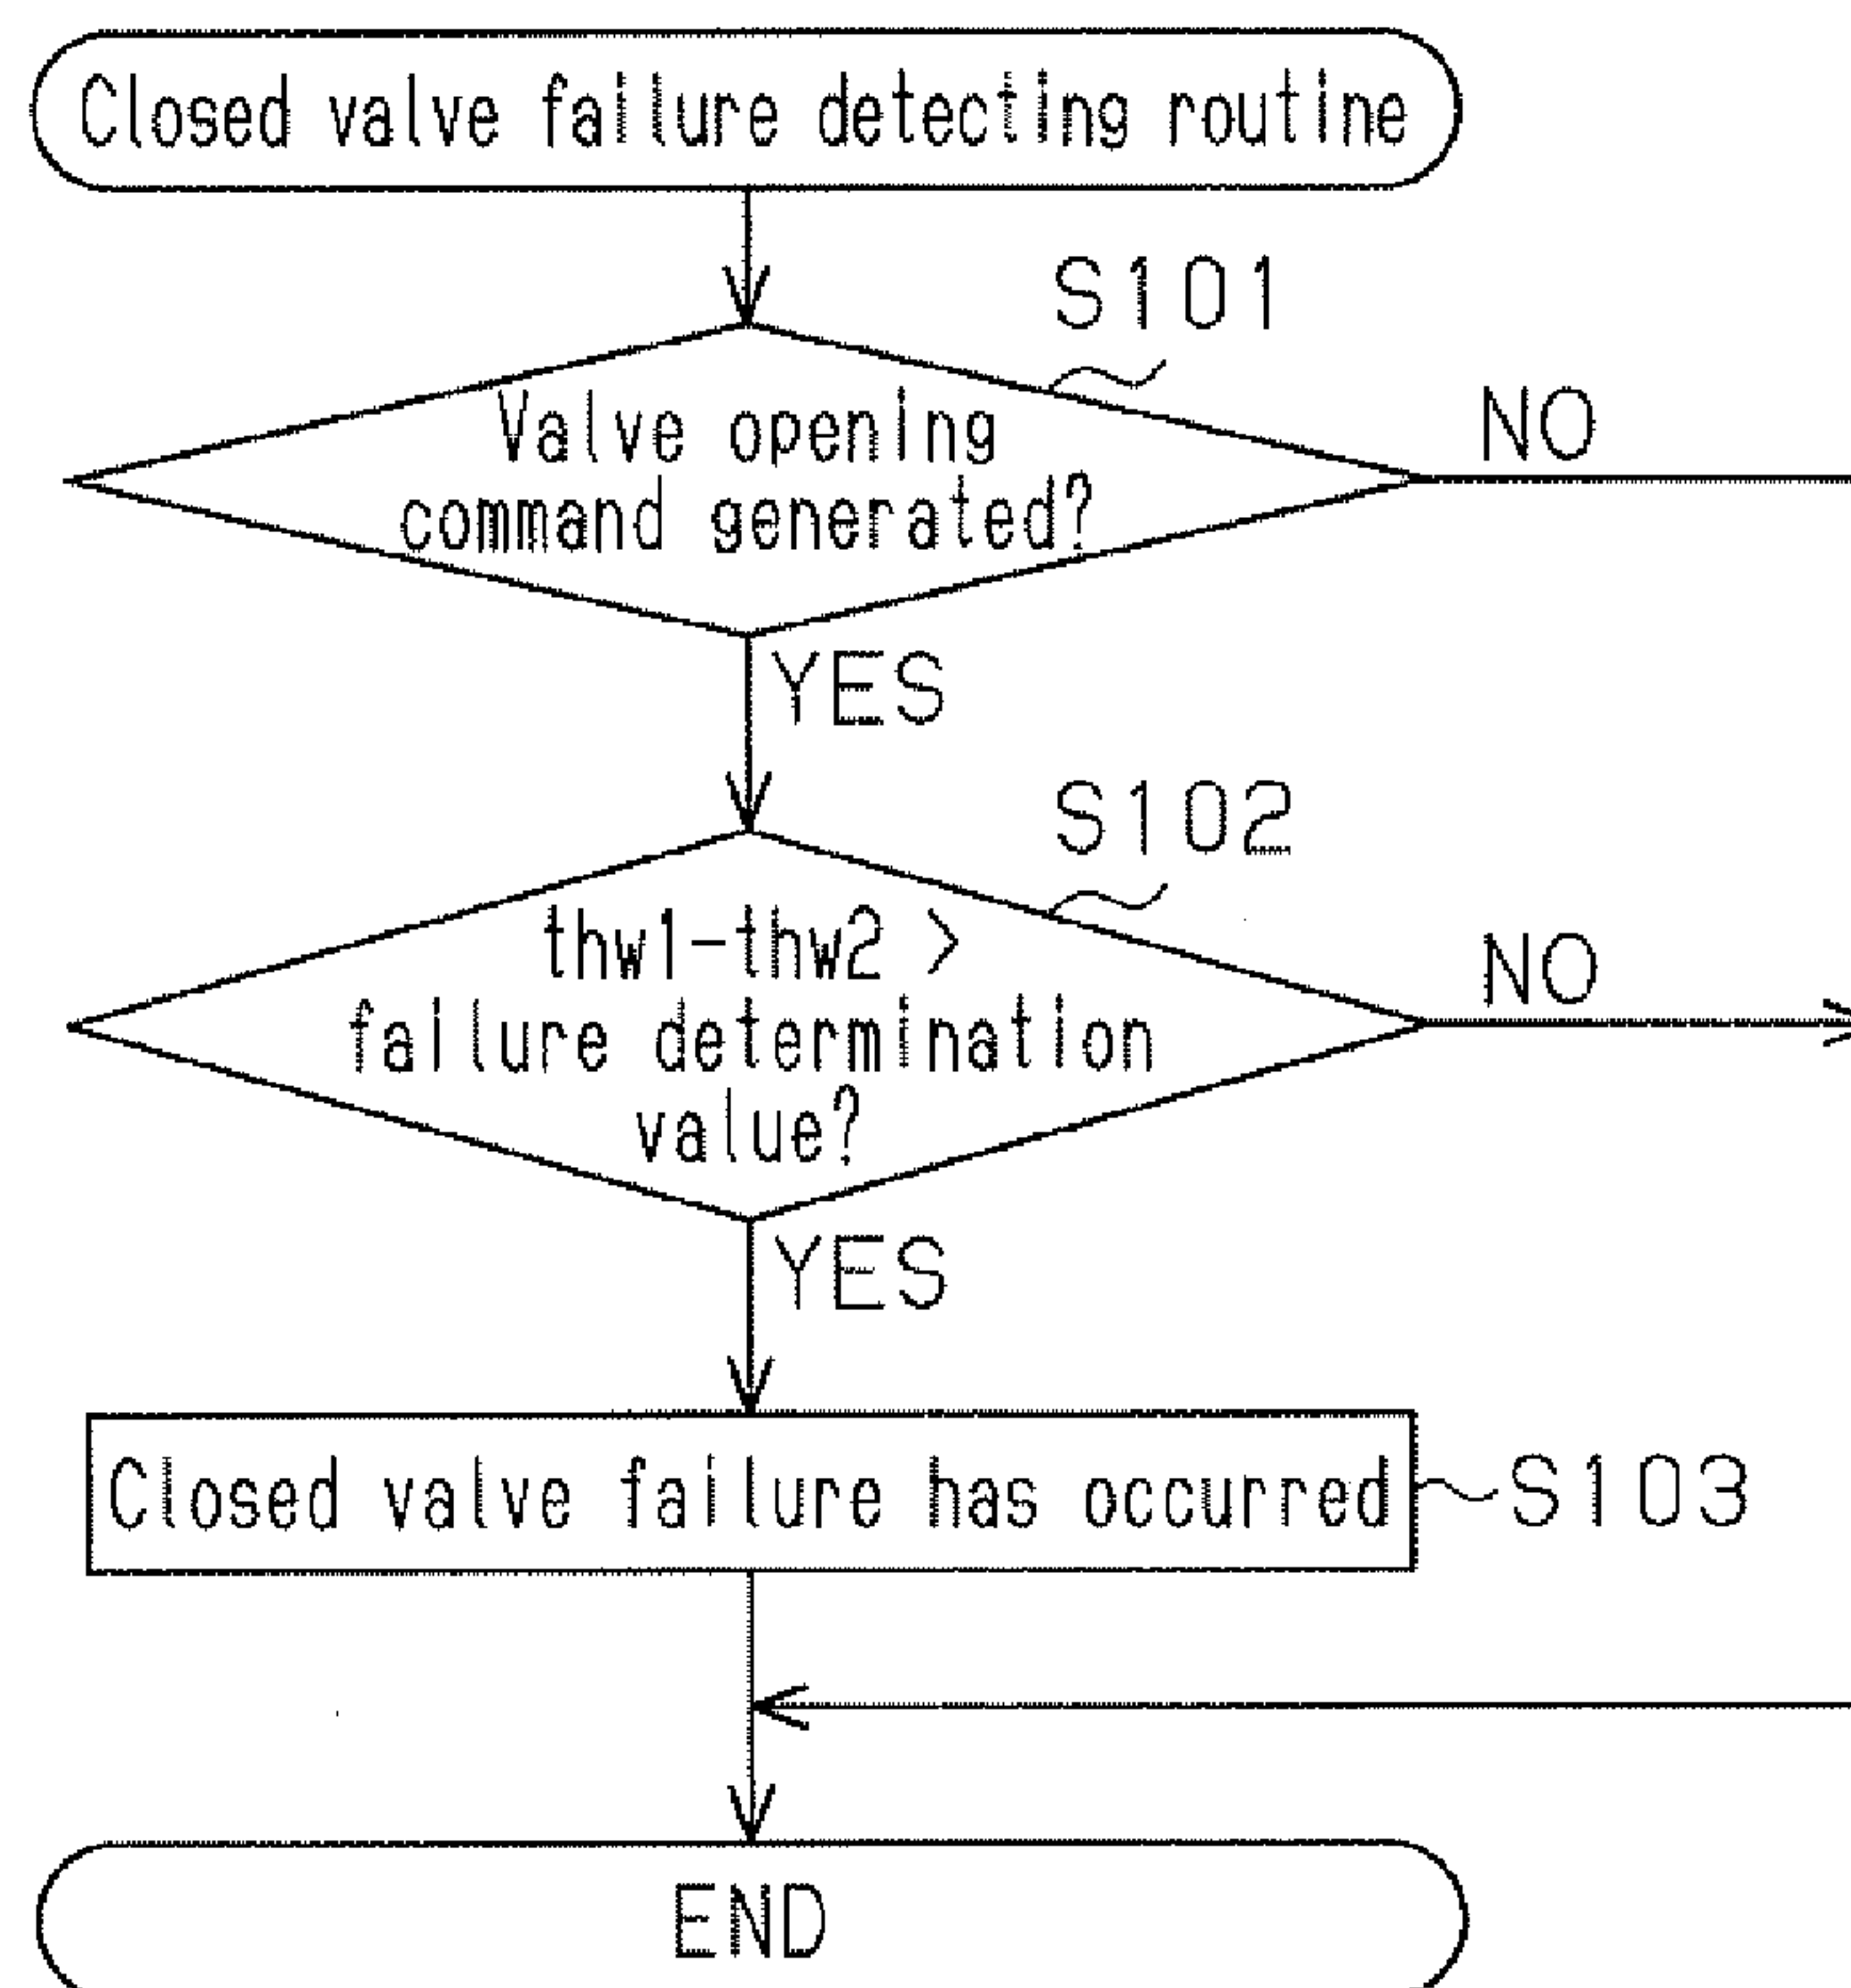 Closed valve failure detecting routine
S101
Valve opening
command generated?
NO
YES
S102
thw1-thw2 >
failure determination
value?
NO
YES
Closed valve failure has occurred
S103
END